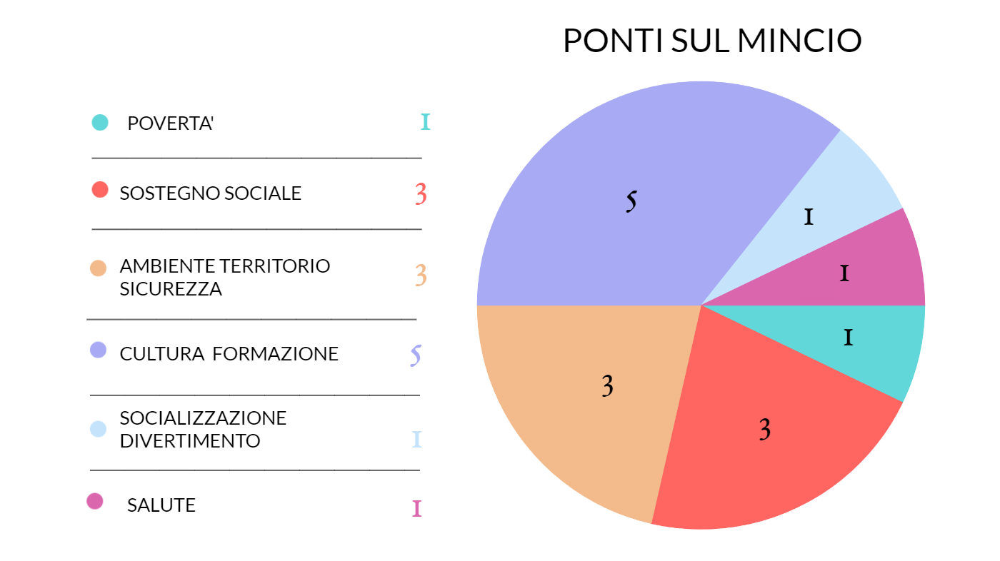 PONTI SUL MINCIO
POVERTA' 1
SOSTEGNO SOCIALE 3
AMBIENTE TERRITORIO
SICUREZZA 3
CULTURA FORMAZIONE 5
SOCIALIZZAZIONE
DIVERTIMENTO 1
SALUTE 1
5
1
1
1
3
3